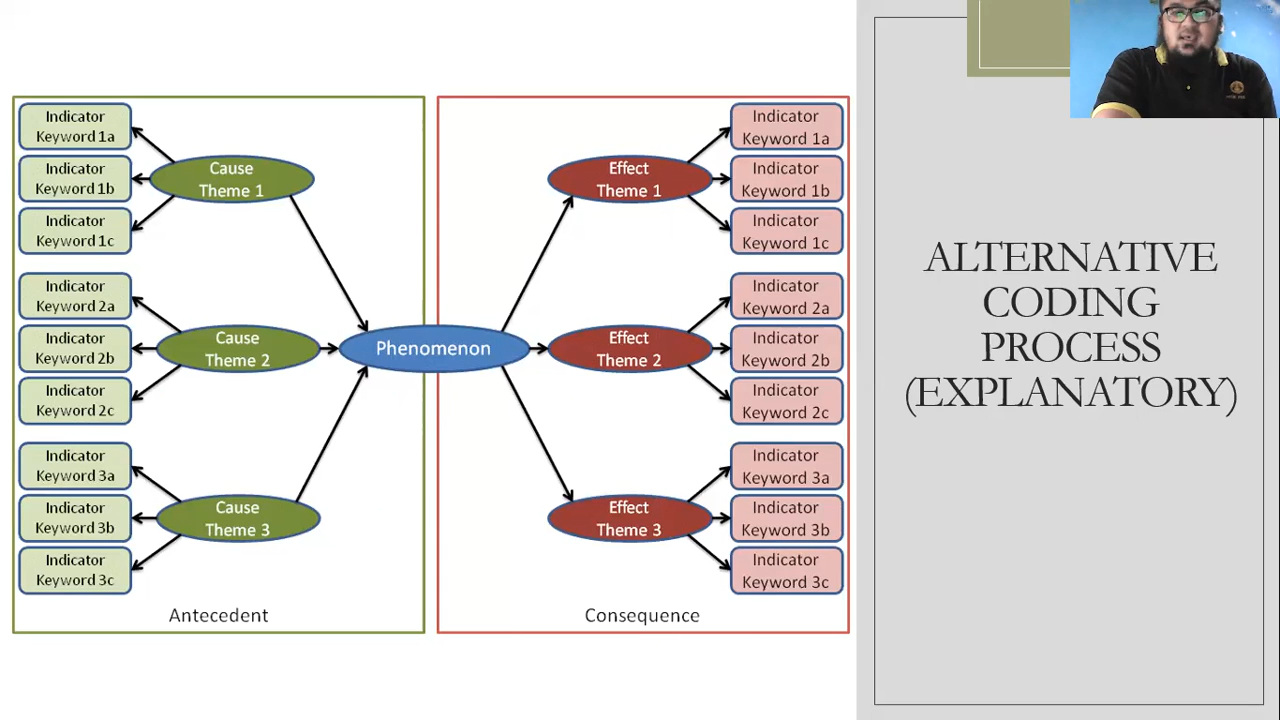 Indicator
Keyword 1a
Indicator
Keyword 1b
Indicator
Keyword 1c
Cause
Theme 1
Indicator
Keyword 2a
Indicator
Keyword 2b
Indicator
Keyword 2c
Cause
Theme 2
Indicator
Keyword 3a
Indicator
Keyword 3b
Indicator
Keyword 3c
Cause
Theme 3
Antecedent
Phenomenon
Effect
Theme 1
Indicator
Keyword 1a
Indicator
Keyword 1b
Indicator
Keyword 1c
Effect
Theme 2
Indicator
Keyword 2a
Indicator
Keyword 2b
Indicator
Keyword 2c
Effect
Theme 3
Indicator
Keyword 3a
Indicator
Keyword 3b
Indicator
Keyword 3c
Consequence
ALTERNATIVE
CODING
PROCESS
(EXPLANATORY)